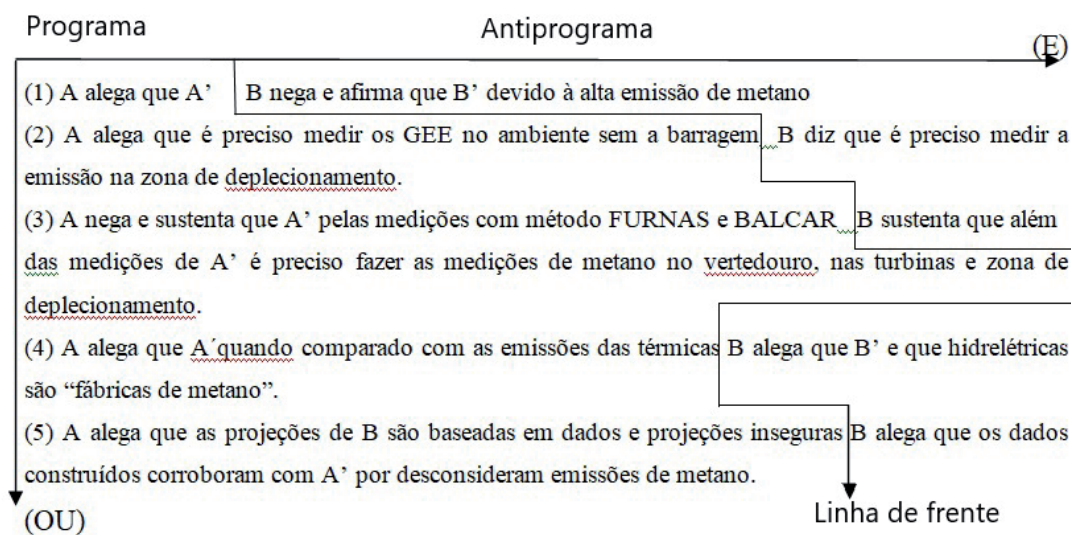 Programa Antiprograma
(E)
(1) A alega que A’ B nega e afirma que B’ devido à alta emissão de metano
(2) A alega que é preciso medir os GEE no ambiente sem a barragem B diz que é preciso medir a
emissão na zona de deplecionamento.
(3) A nega e sustenta que A’ pelas medições com método FURNAS e BALCAR B sustenta que além
das medições de A’ é preciso fazer as medições de metano no vertedouro, nas turbinas e zona de
deplecionamento.
(4) A alega que A´quando comparado com as emissões das térmicas B alega que B’ e que hidrelétricas
são “fábricas de metano”.
(5) A alega que as projeções de B são baseadas em dados e projeções inseguras B alega que os dados
construídos corroboram com A’ por desconsideram emissões de metano.
(OU)
Linha de frente